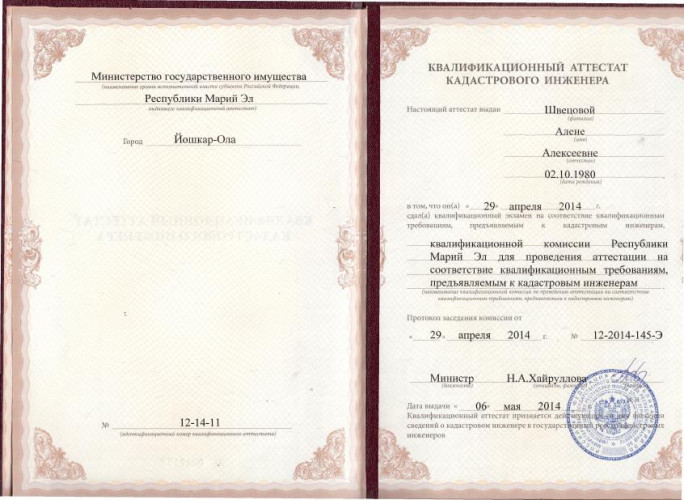 Министерство государственного имущества
(наименование органа исполнительной власти субъекта Российской Федерации,
Республики Марий Эл
выдавшего квалификационный аттестат)
Город Йошкар-Ола
№ 12-14-11
(идентификационный номер квалификационного аттестата)
КВАЛИФИКАЦИОННЫЙ АТТЕСТАТ
КАДАСТРОВОГО ИНЖЕНЕРА
Настоящий аттестат выдан Швецовой
(фамилия)
Алене
(имя)
Алексеевне
(отчество)
02.10.1980
(дата рождения)
в том, что он(а) « 29» апреля 2014 г.
сдал(а) квалификационный экзамен на соответствие квалификационным
требованиям, предъявляемым к кадастровым инженерам,
квалификационной комиссии Республики
Марий Эл для проведения аттестации на
соответствие квалификационным требованиям,
предъявляемым к кадастровым инженерам
(наименование квалификационной комиссии по проведению аттестации на соответствие
квалификационным требованиям, предъявляемым к кадастровым инженерам)
Протокол заседания комиссии от
« 29» апреля 2014 г. № 12-2014-145-Э
Министр Н.А.Хайруллова
(должность)
Дата выдачи « 06» мая 2014
Квалификационный аттестат признается со дня внесения
сведений о кадастровом инженере в государственный реестр кадастровых
инженеров